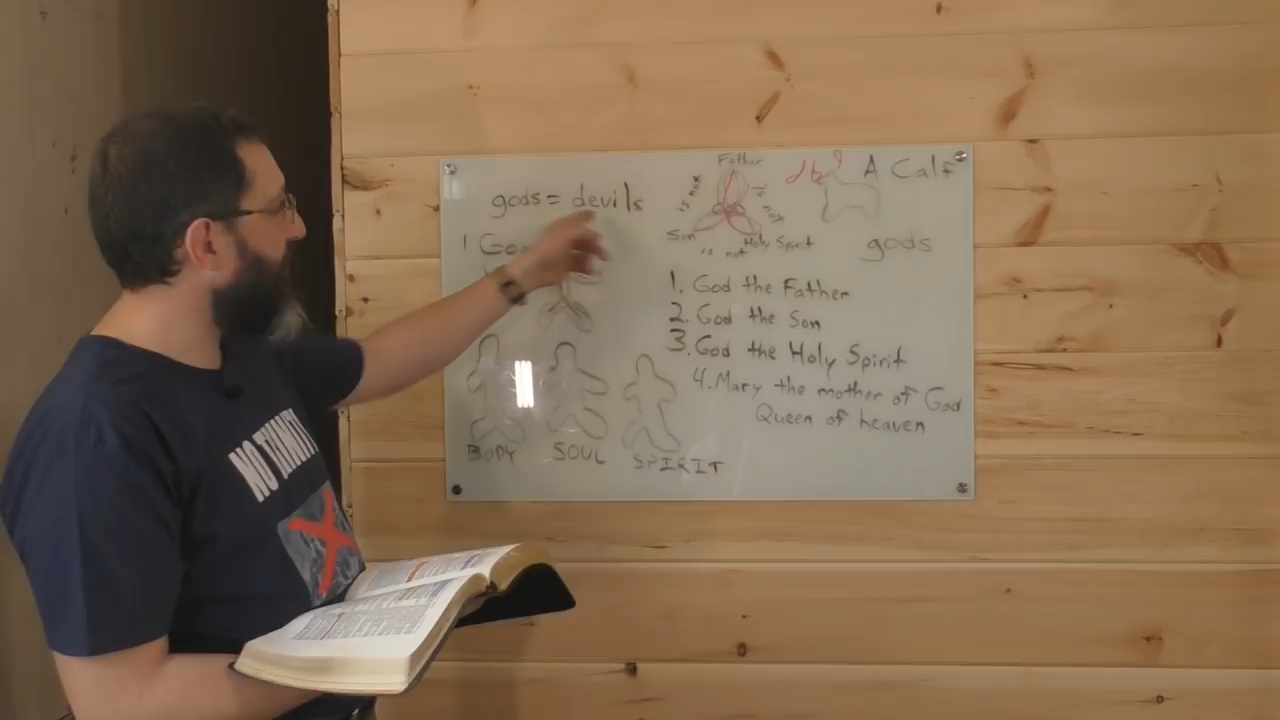 gods = devils
1 Go
BODY SOUL SPIRIT
Father
is not
is not
Son
is not
Holy Spirit
A Calf
gods
1. God the Father
2. God the Son
3. God the Holy Spirit
4. Mary the mother of God
Queen of heaven
NO